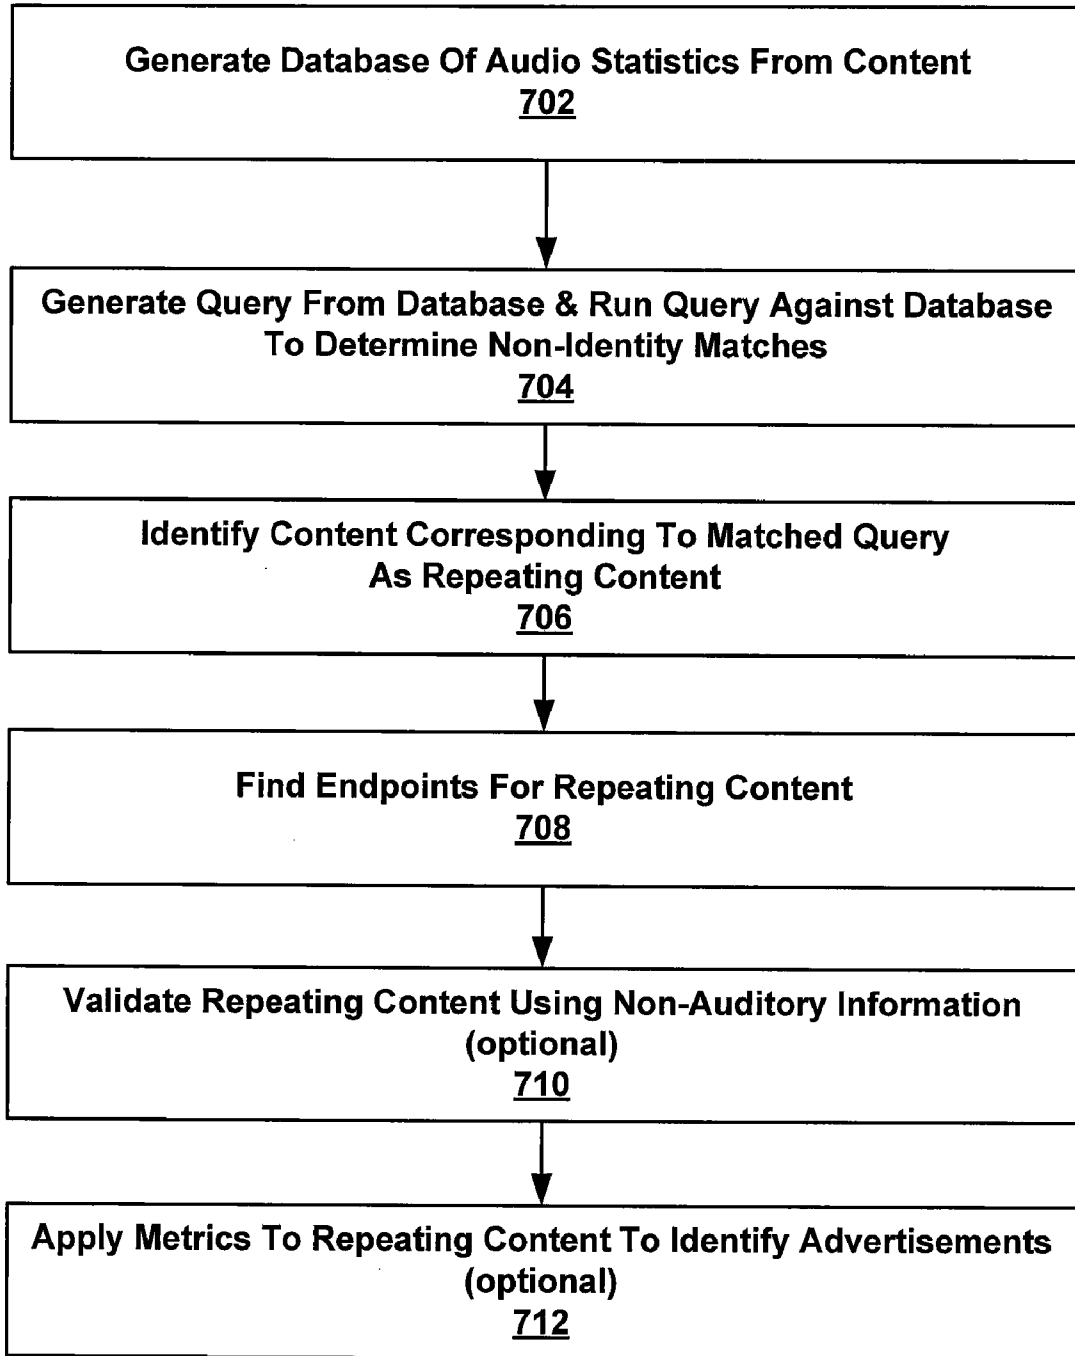 Generate Database Of Audio Statistics From Content
702
Generate Query From Database & Run Query Against Database
To Determine Non-Identity Matches
704
Identify Content Corresponding To Matched Query
As Repeating Content
706
Find Endpoints For Repeating Content
708
Validate Repeating Content Using Non-Auditory Information
(optional)
710
Apply Metrics To Repeating Content To Identify Advertisements
(optional)
712